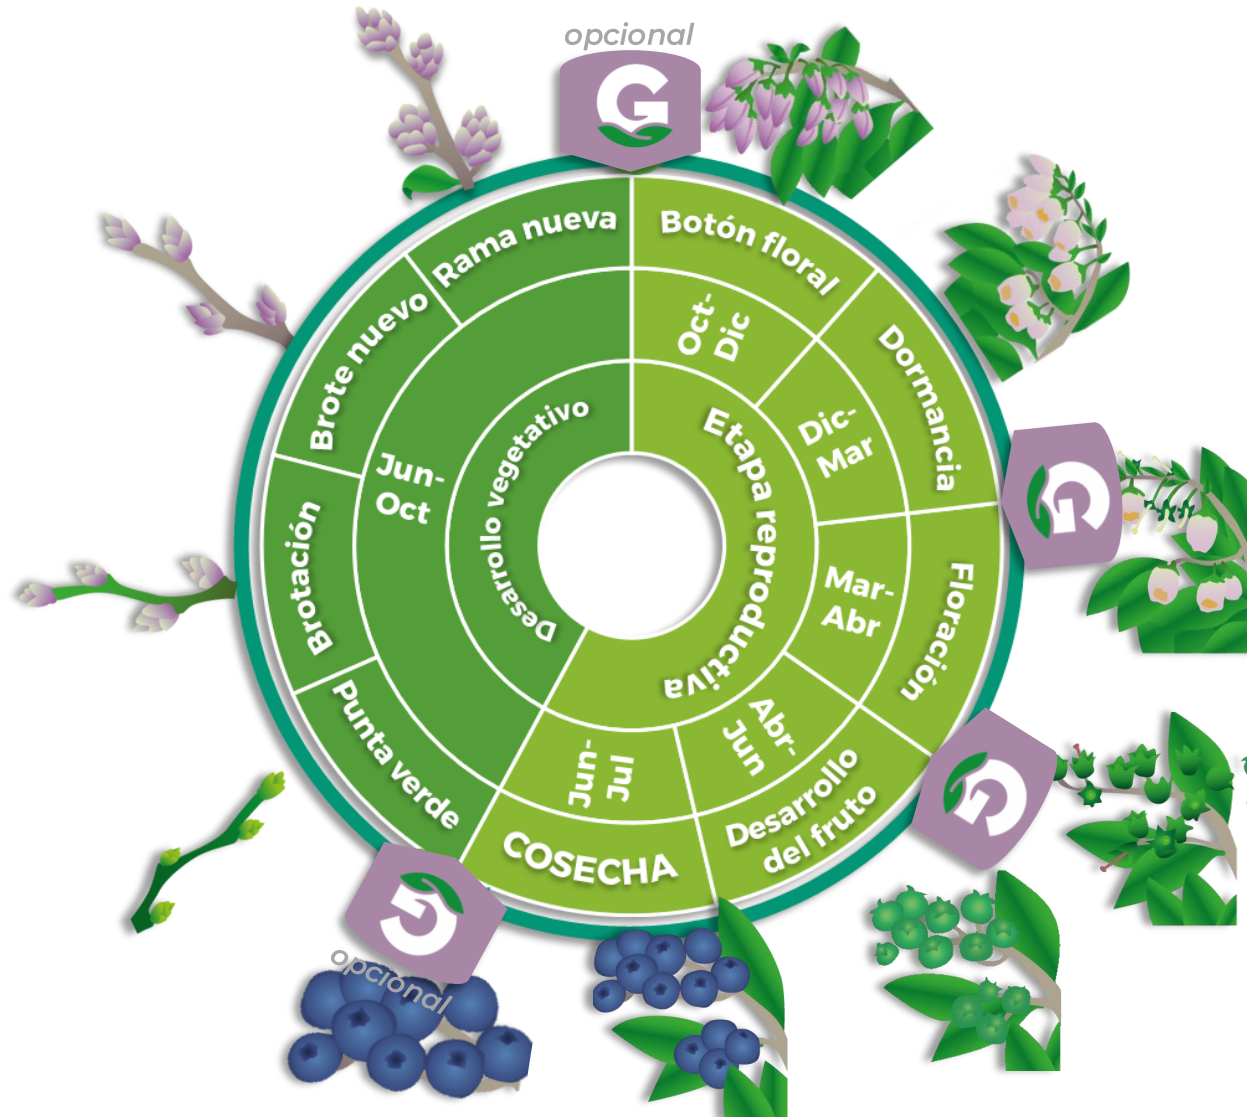 opcional
G
Botón floral
Oct-
Dic
Dormancia
Dic-
Mar
G
Floración
Mar-
Abr
G
Desarrollo
del fruto
Abr-
Jun
COSECHA
Jun-
Jul
Etapa reproductiva
G
opcional
Punta verde
Brotación
Brote nuevo
Rama nueva
Jun-
Oct
Desarrollo vegetativo